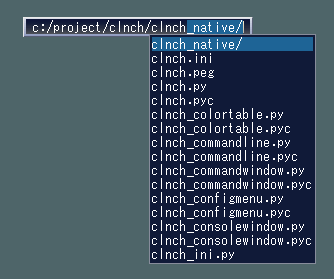 c:/project/clnch/clnch_native/
clnch_native/
clnch.ini
clnch.peg
clnch.py
clnch.pyc
clnch_colortable.py
clnch_colortable.pyc
clnch_commandline.py
clnch_commandline.pyc
clnch_commandwindow.py
clnch_commandwindow.pyc
clnch_configmenu.py
clnch_configmenu.pyc
clnch_consolewindow.py
clnch_consolewindow.pyc
clnch_ini.py